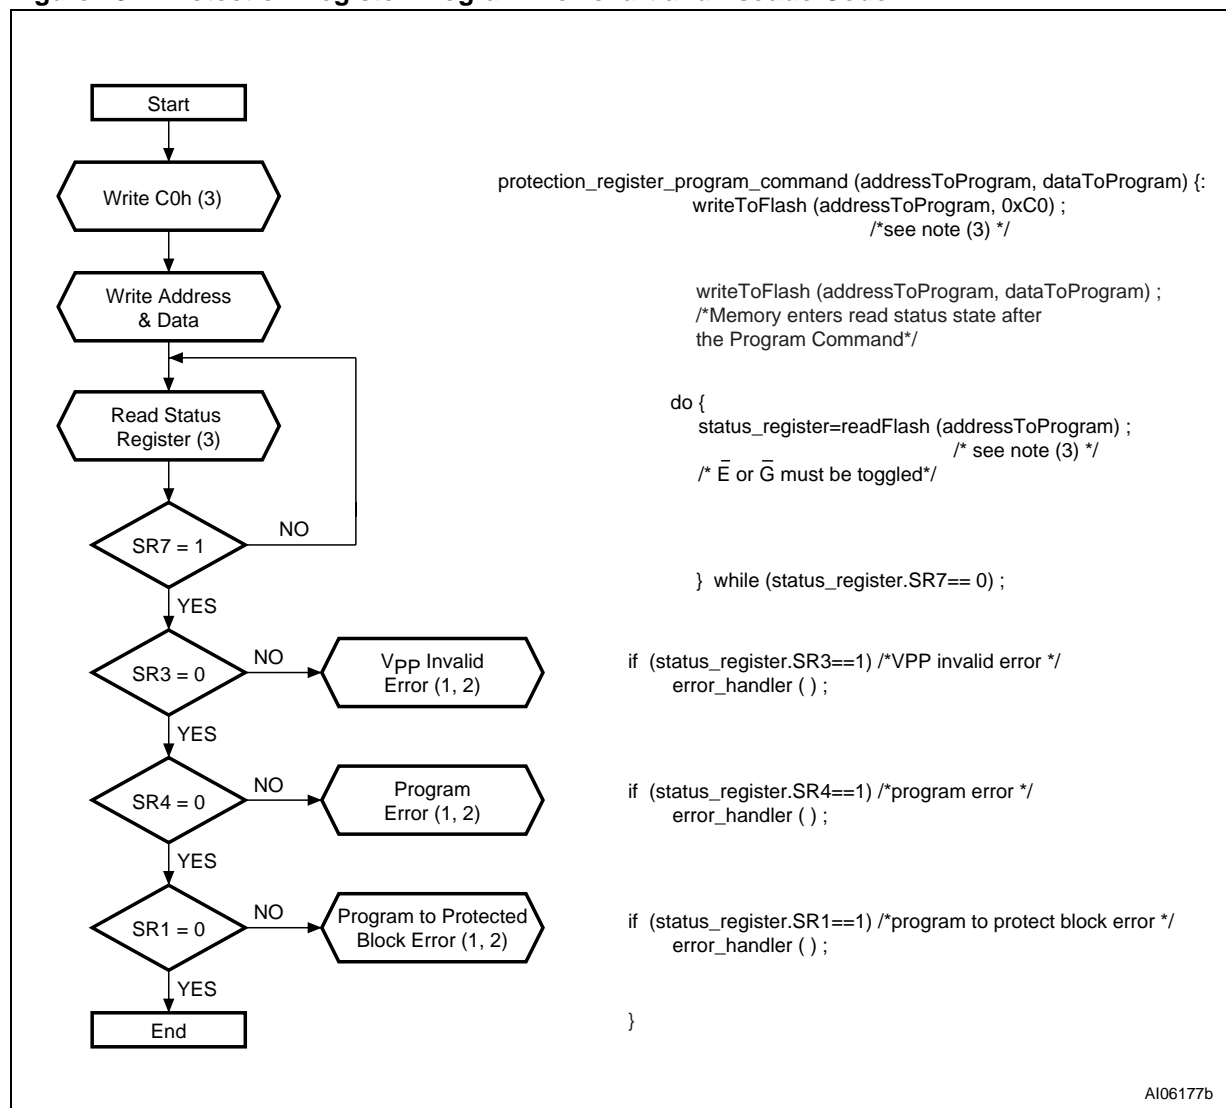 Start
Write C0h (3)
protection_register_program_command (addressToProgram, dataToProgram) {:
writeToFlash (addressToProgram, 0xC0) ;
/*see note (3) */
Write Address
& Data
writeToFlash (addressToProgram, dataToProgram) ;
/*Memory enters read status state after
the Program Command*/
Read Status
Register (3)
do {
status_register=readFlash (addressToProgram) ;
/* see note (3) */
/* E̅ or G̅ must be toggled*/
SR7 = 1
NO
} while (status_register.SR7== 0) ;
YES
SR3 = 0
NO
VPP Invalid
Error (1, 2)
if (status_register.SR3==1) /*VPP invalid error */
error_handler ( ) ;
YES
SR4 = 0
NO
Program
Error (1, 2)
if (status_register.SR4==1) /*program error */
error_handler ( ) ;
YES
SR1 = 0
NO
Program to Protected
Block Error (1, 2)
if (status_register.SR1==1) /*program to protect block error */
error_handler ( ) ;
YES
End
}
AI06177b